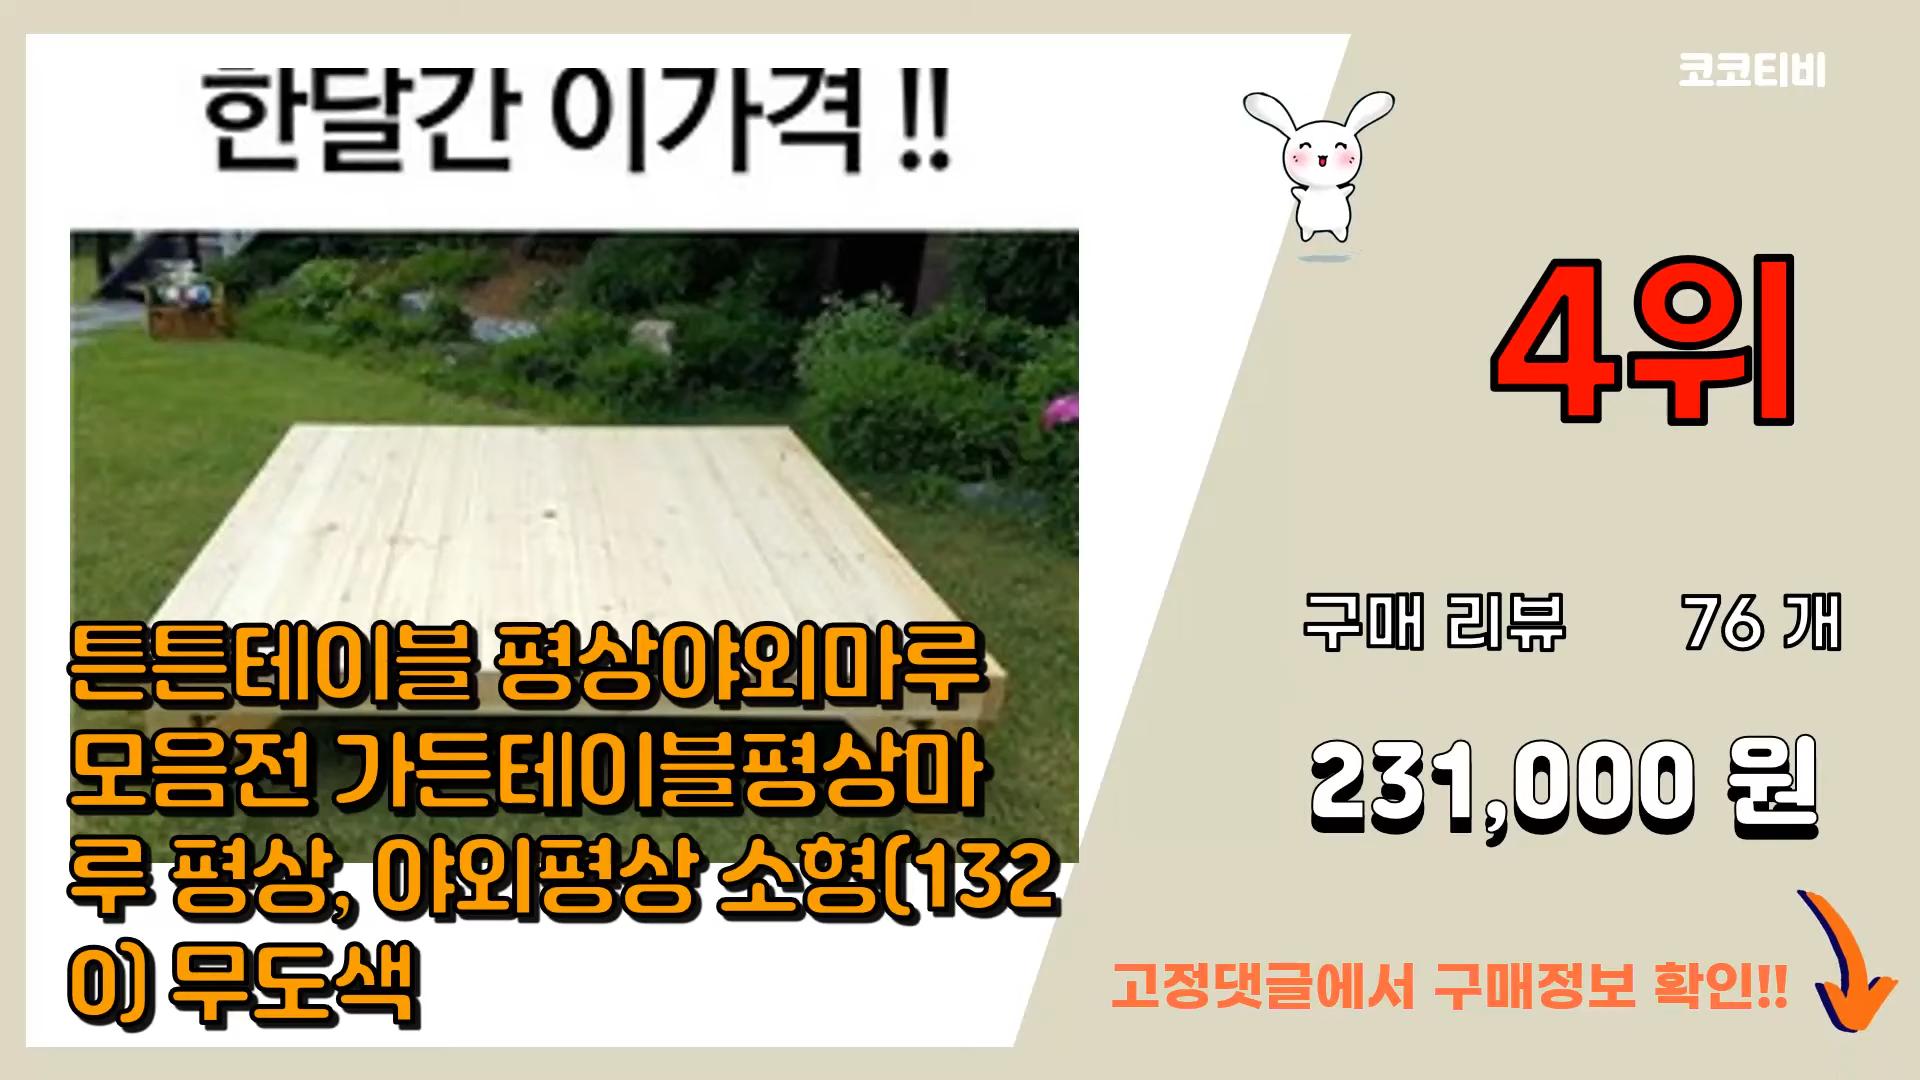 한달간 이가격 !!
코코티비
4위
구매 리뷰 76 개
231,000 원
튼튼테이블 평상야외마루
모음전 가든테이블평상마
루 평상, 야외평상 소형(132
0) 무도색
고정댓글에서 구매정보 확인!!